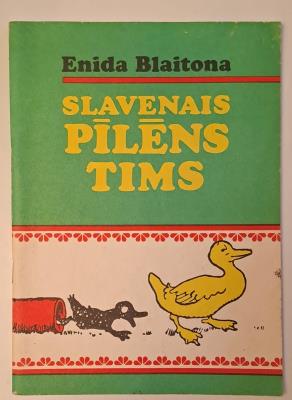 Enida Blaitona
SLAVENAIS
PĪLĒNS
TIMS